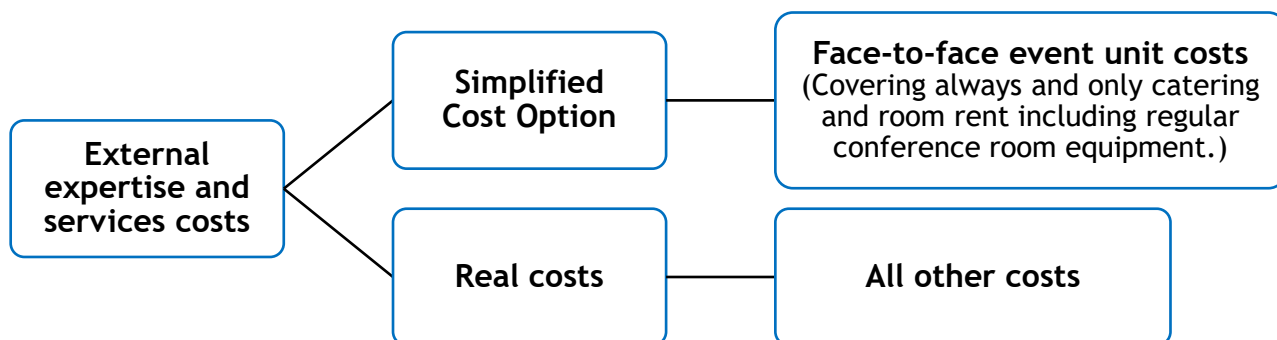 External
expertise and
services costs
Simplified
Cost Option
Face-to-face event unit costs
(Covering always and only catering
and room rent including regular
conference room equipment.)
Real costs
All other costs